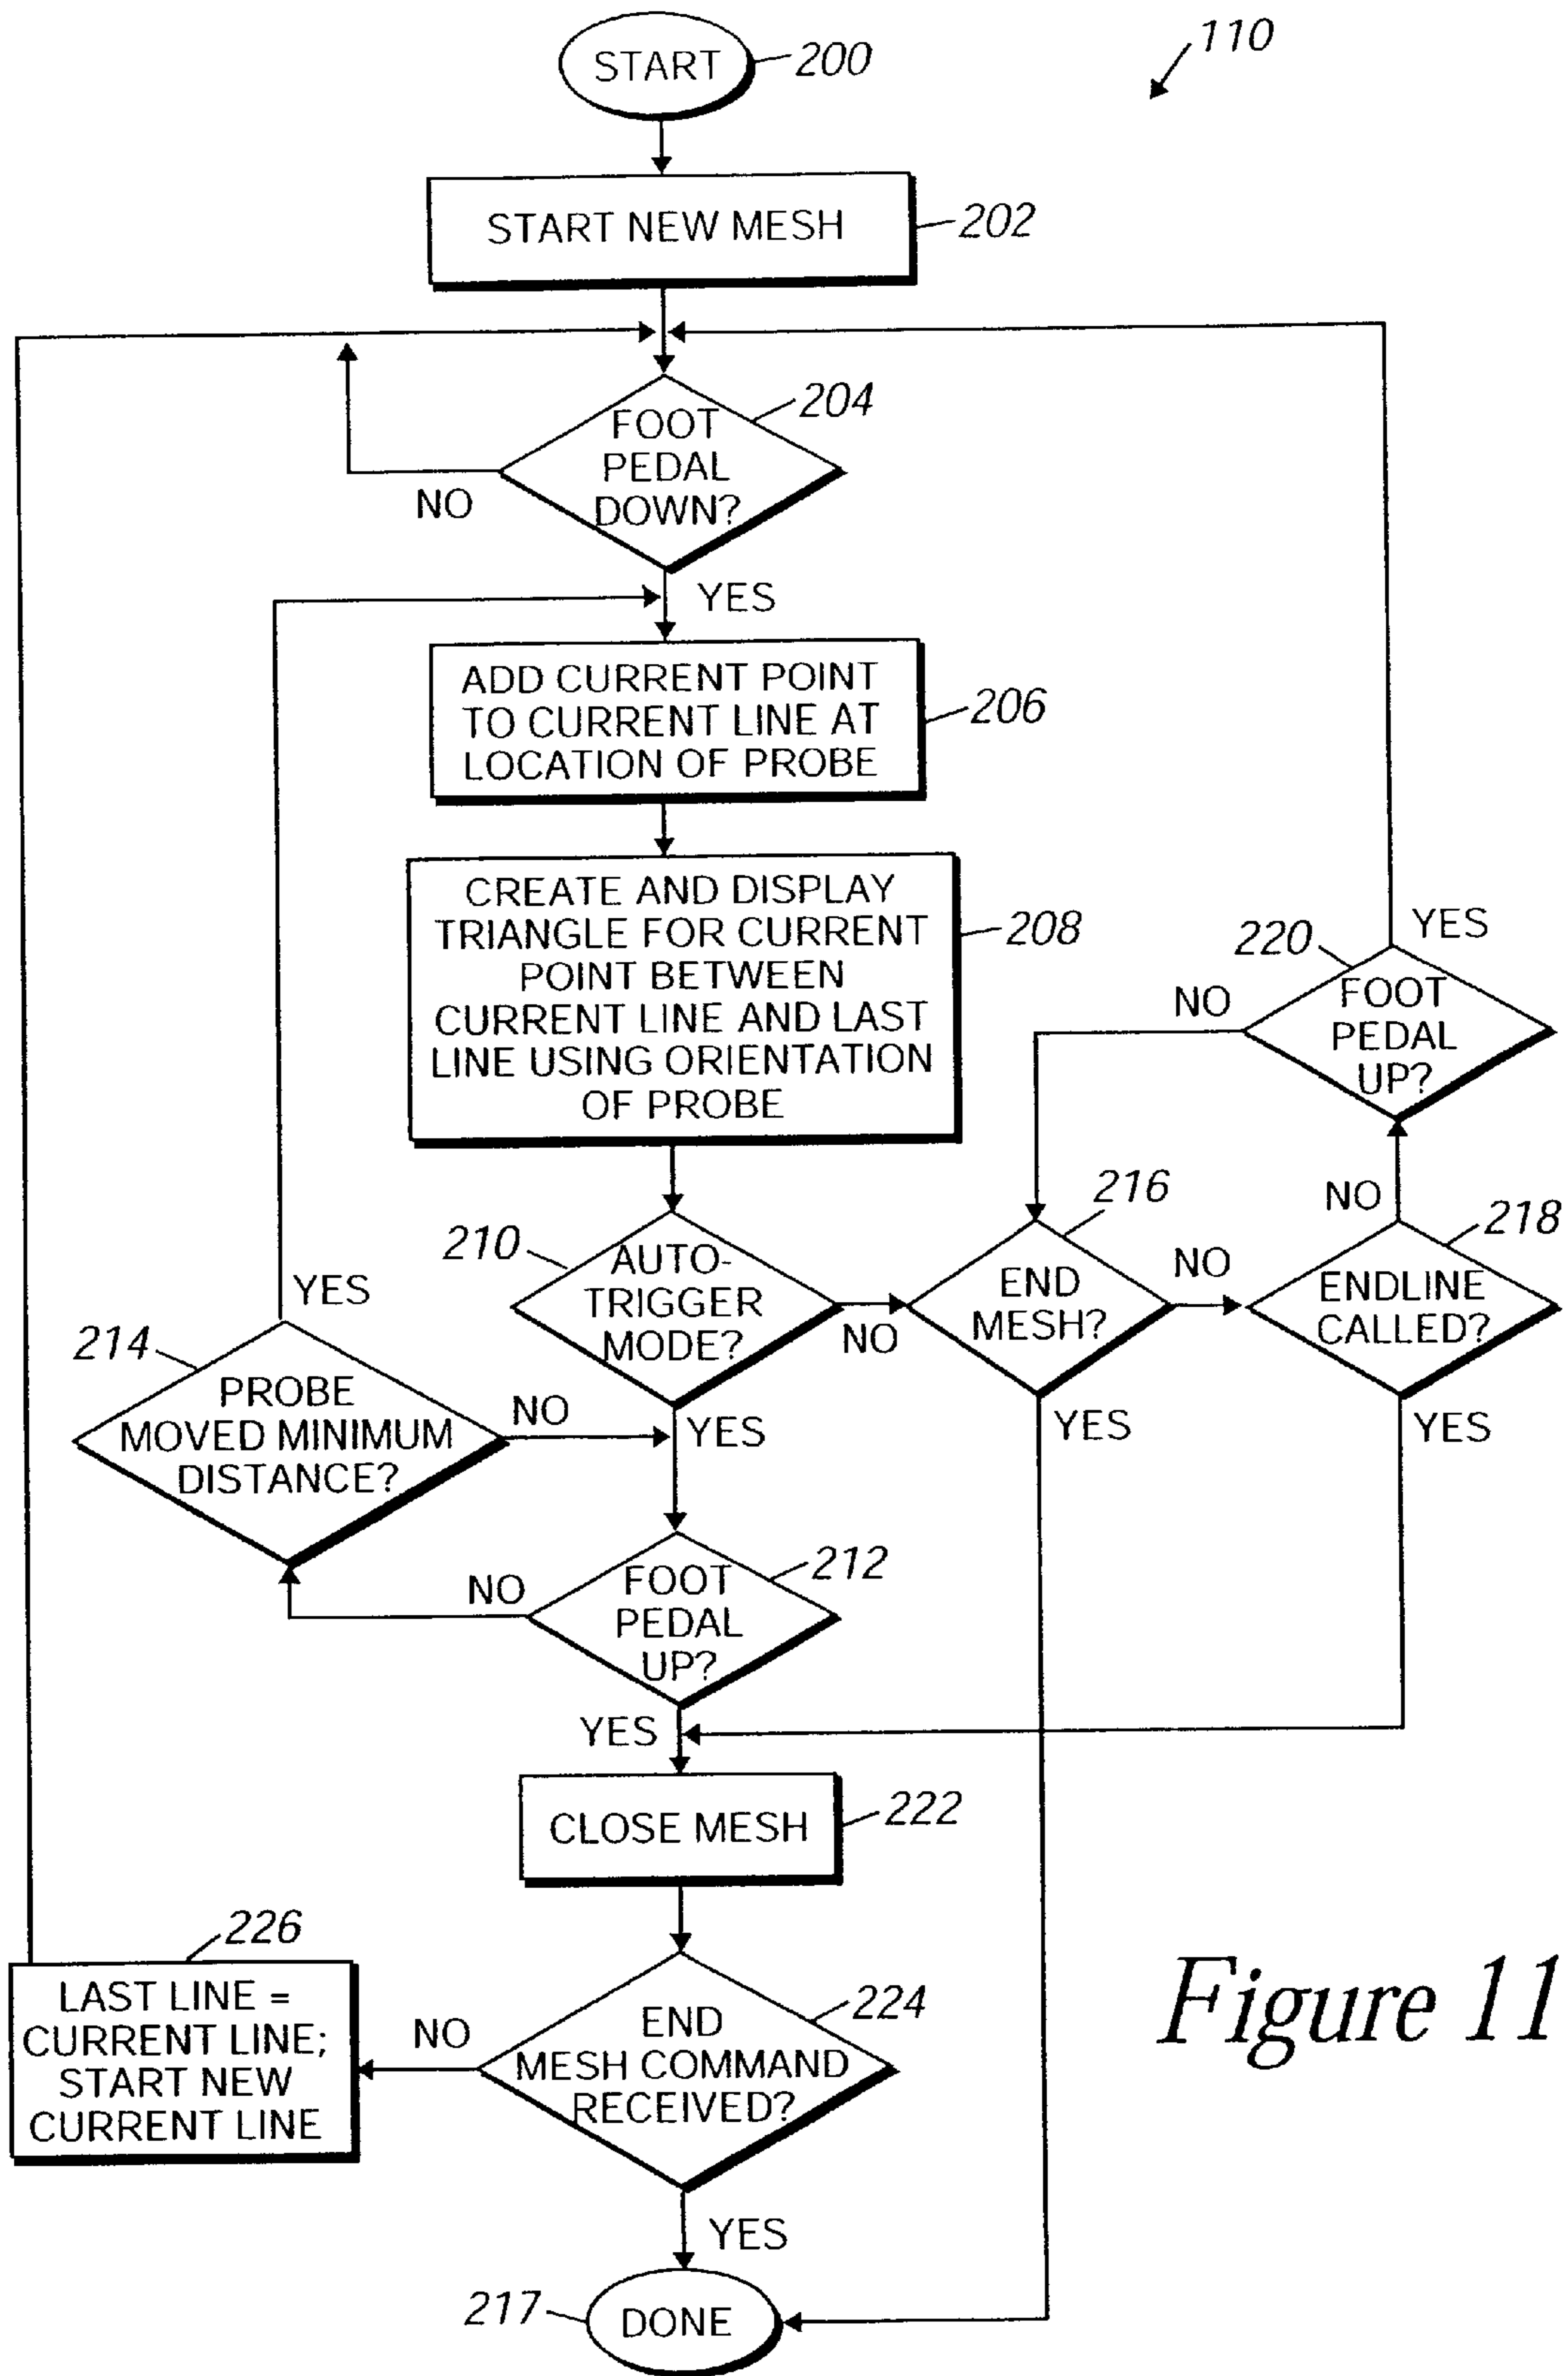 START
200
110
START NEW MESH
202
FOOT
PEDAL
DOWN?
204
NO
YES
ADD CURRENT POINT
TO CURRENT LINE AT
LOCATION OF PROBE
206
CREATE AND DISPLAY
TRIANGLE FOR CURRENT
POINT BETWEEN
CURRENT LINE AND LAST
LINE USING ORIENTATION
OF PROBE
208
YES
220
FOOT
PEDAL
UP?
NO
210
AUTO-
TRIGGER
MODE?
NO
YES
216
END
MESH?
NO
YES
NO
218
ENDLINE
CALLED?
YES
YES
214
PROBE
MOVED MINIMUM
DISTANCE?
NO
212
FOOT
PEDAL
UP?
NO
YES
CLOSE MESH
222
226
LAST LINE =
CURRENT LINE;
START NEW
CURRENT LINE
NO
END
MESH COMMAND
RECEIVED?
224
YES
217
DONE
Figure 11